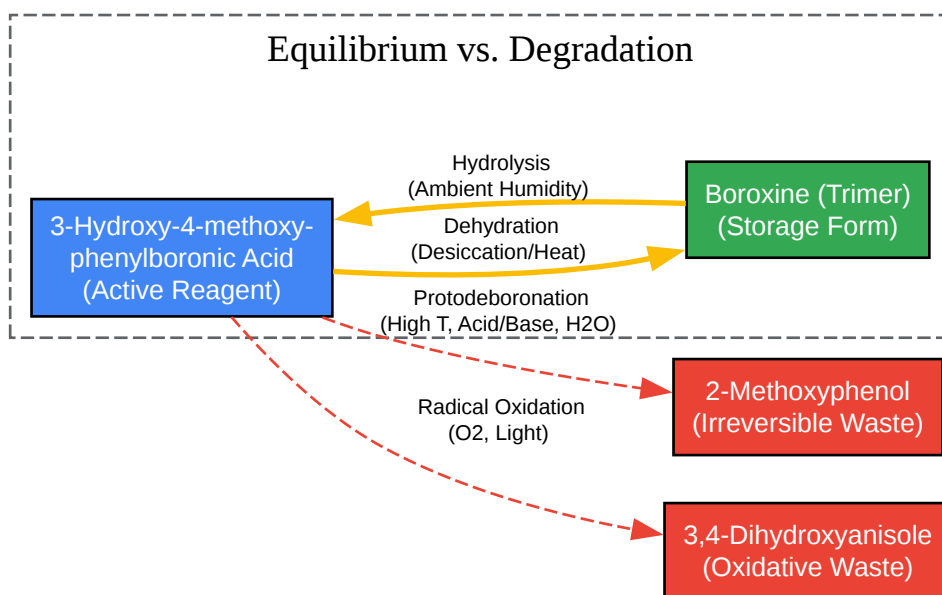 Equilibrium vs. Degradation
Hydrolysis
(Ambient Humidity)
Boroxine (Trimer)
(Storage Form)
3-Hydroxy-4-methoxy-
phenylboronic Acid
(Active Reagent)
Dehydration
(Desiccation/Heat)
Protodeboronation
(High T, Acid/Base, H2O)
2-Methoxyphenol
(Irreversible Waste)
Radical Oxidation
(O2, Light)
3,4-Dihydroxyanisole
(Oxidative Waste)